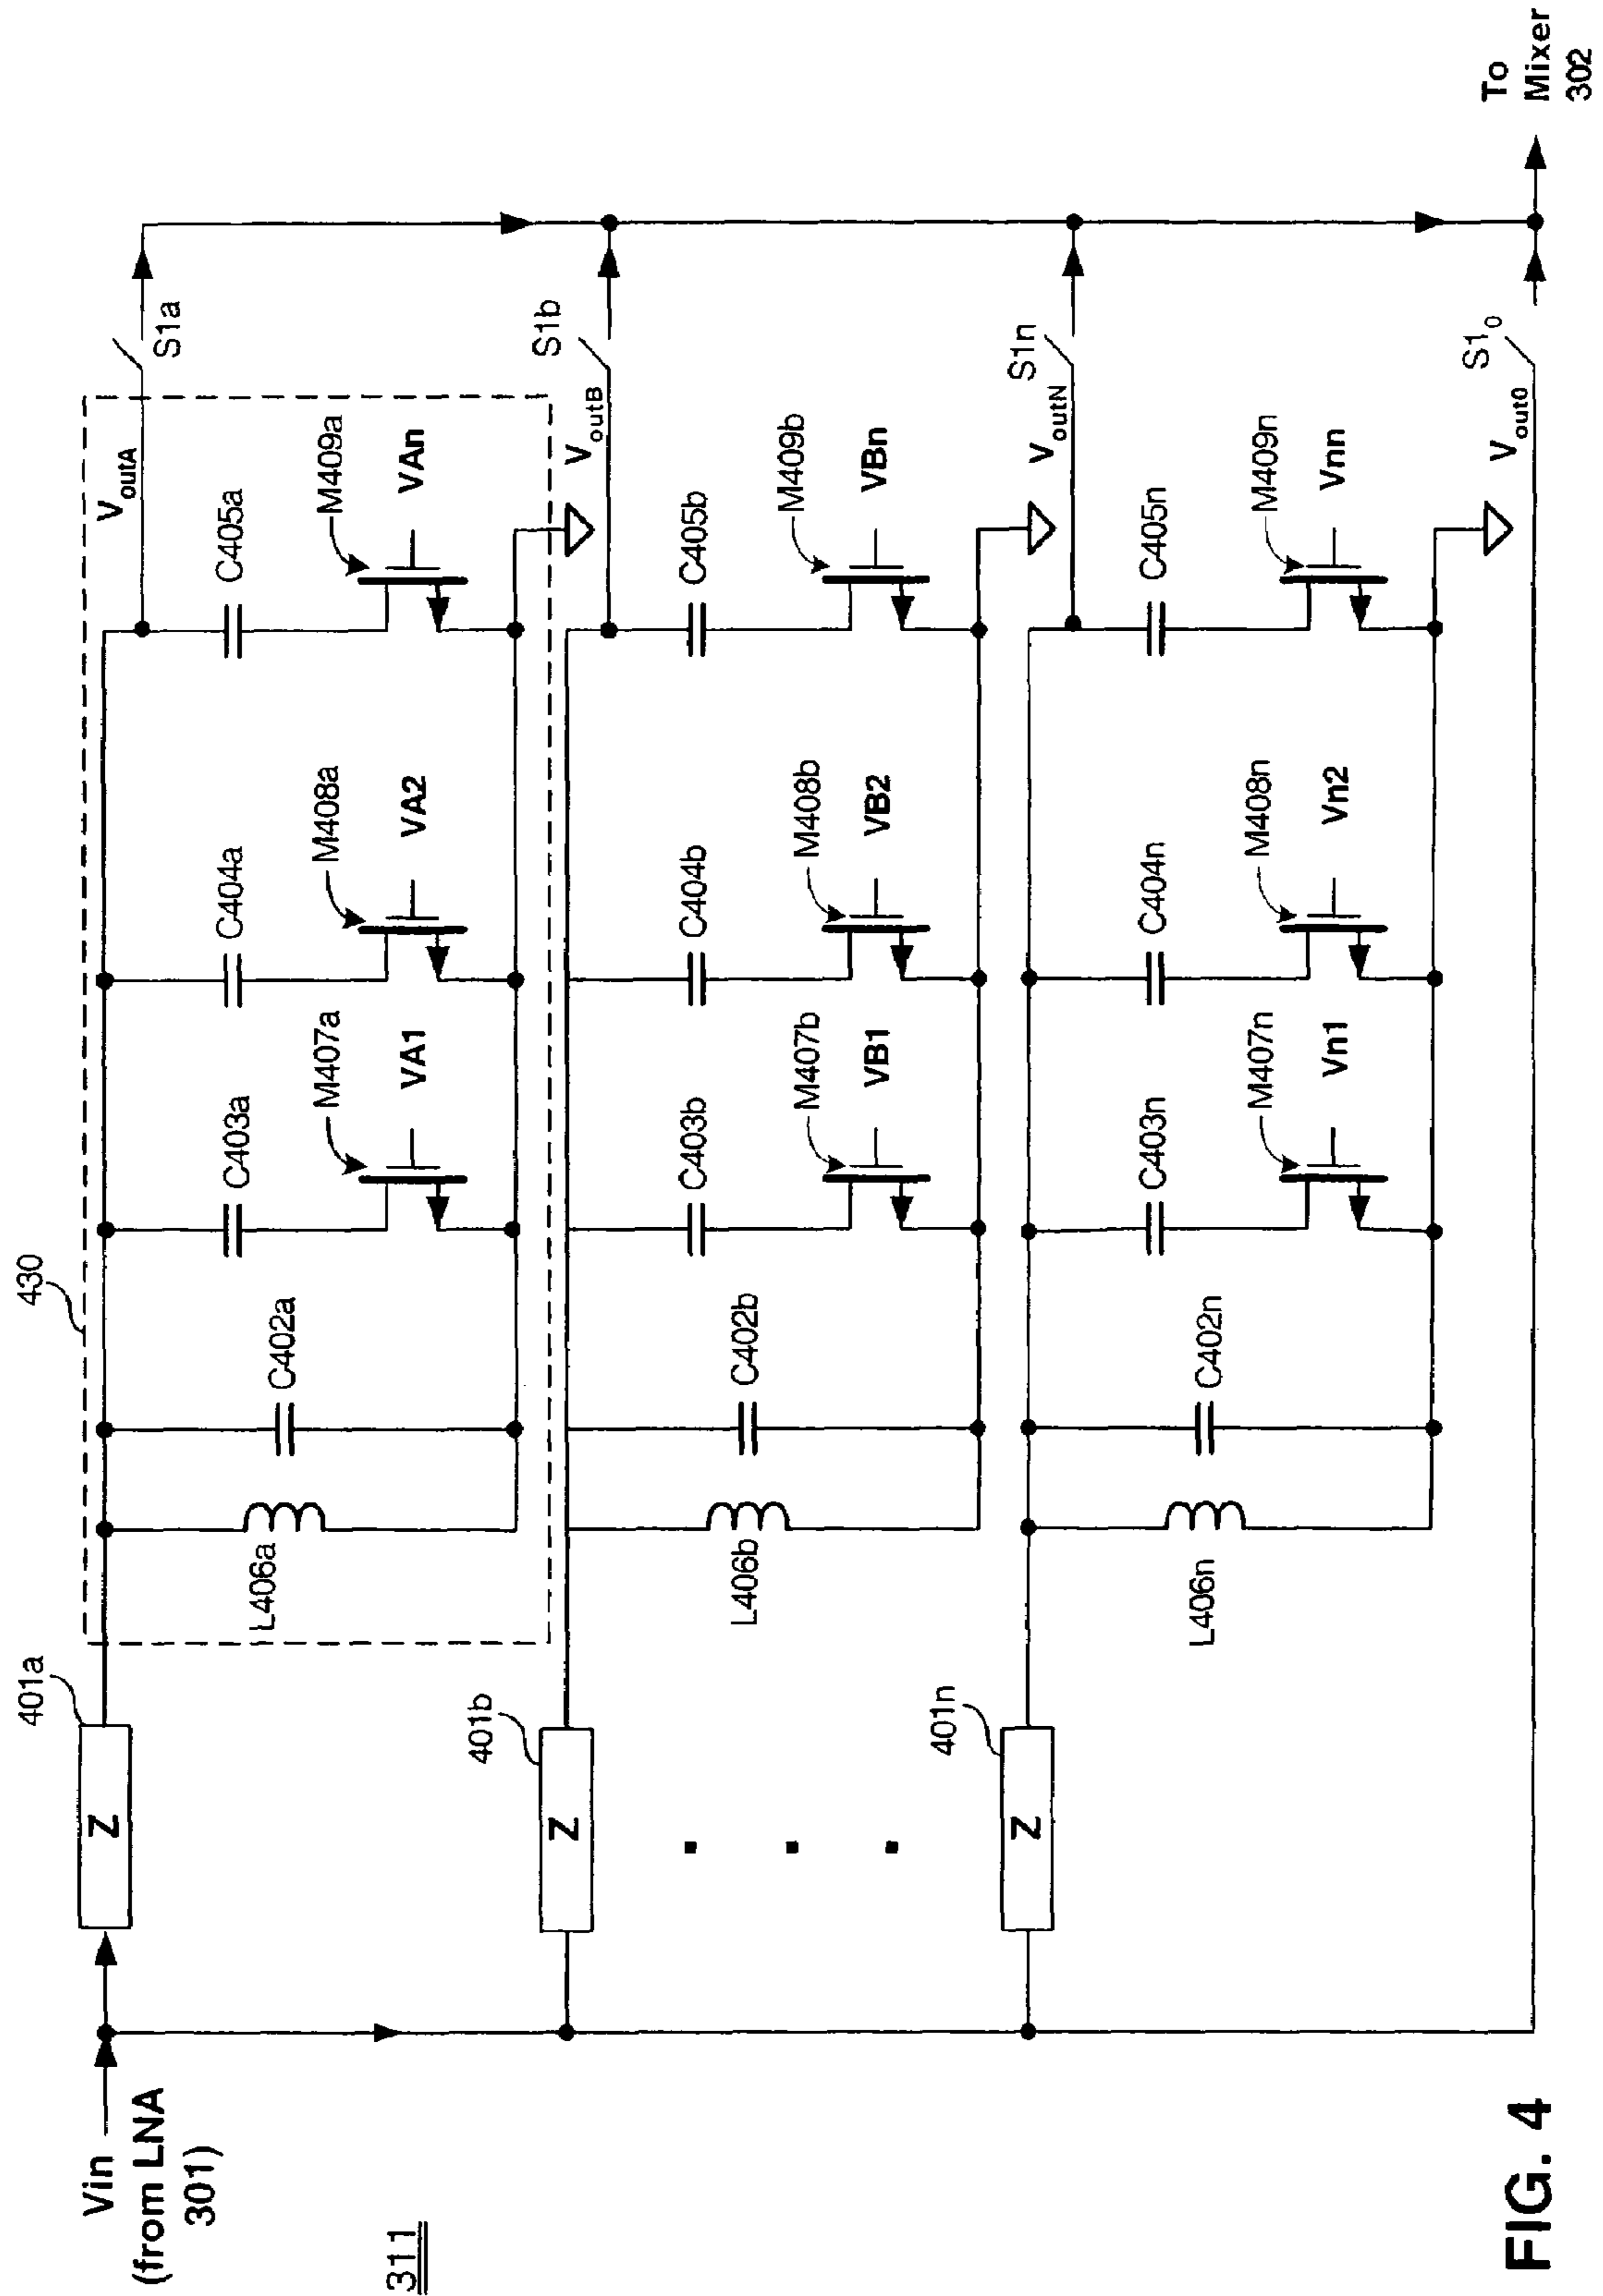 311
Vin
(from LNA
301)
401a
Z
430
L406a
C402a
C403a
M407a
VA1
C404a
M408a
VA2
C405a
M409a
VAn
VoutA
S1a
401b
Z
L406b
C402b
C403b
M407b
VB1
C404b
M408b
VB2
C405b
M409b
VBn
VoutB
S1b
. . .
401n
Z
L406n
C402n
C403n
M407n
Vn1
C404n
M408n
Vn2
C405n
M409n
Vnn
VoutN
S1n
Vout0
S10
To
Mixer
302
FIG. 4